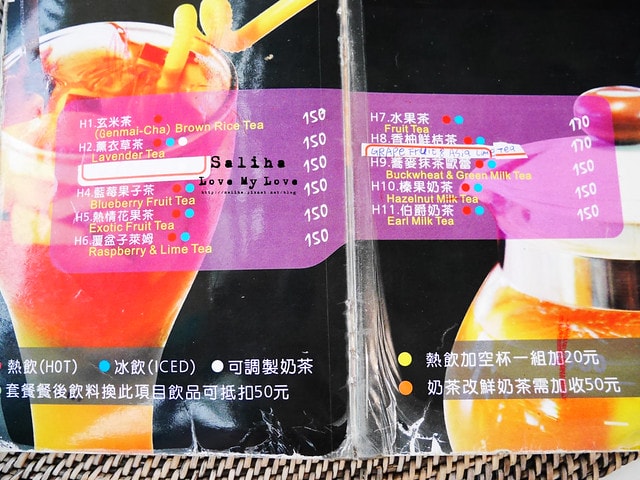 H1.玄米茶 150
(Genmai-Cha) Brown Rice Tea
H2.薰衣草茶 150
Lavender Tea
150
H4.藍莓果子茶 150
Blueberry Fruit Tea
H5.熱情花果茶 150
Exotic Fruit Tea
H6.覆盆子萊姆 150
Raspberry & Lime Tea
Saliha
Love My Love
http://saliha.pixnet.net/blog
熱飲(HOT) 冰飲(ICED) 可調製奶茶
套餐餐後飲料換此項目飲品可抵扣50元
H7.水果茶 170
Fruit Tea
H8.香柚鮮桔茶 170
H9.蕎麥抹茶歐蕾 150
Buckwheat & Green Milk Tea
H10.榛果奶茶 150
Hazelnut Milk Tea
H11.伯爵奶茶 150
Earl Milk Tea
熱飲加空杯一組加20元
奶茶改鮮奶茶需加收50元